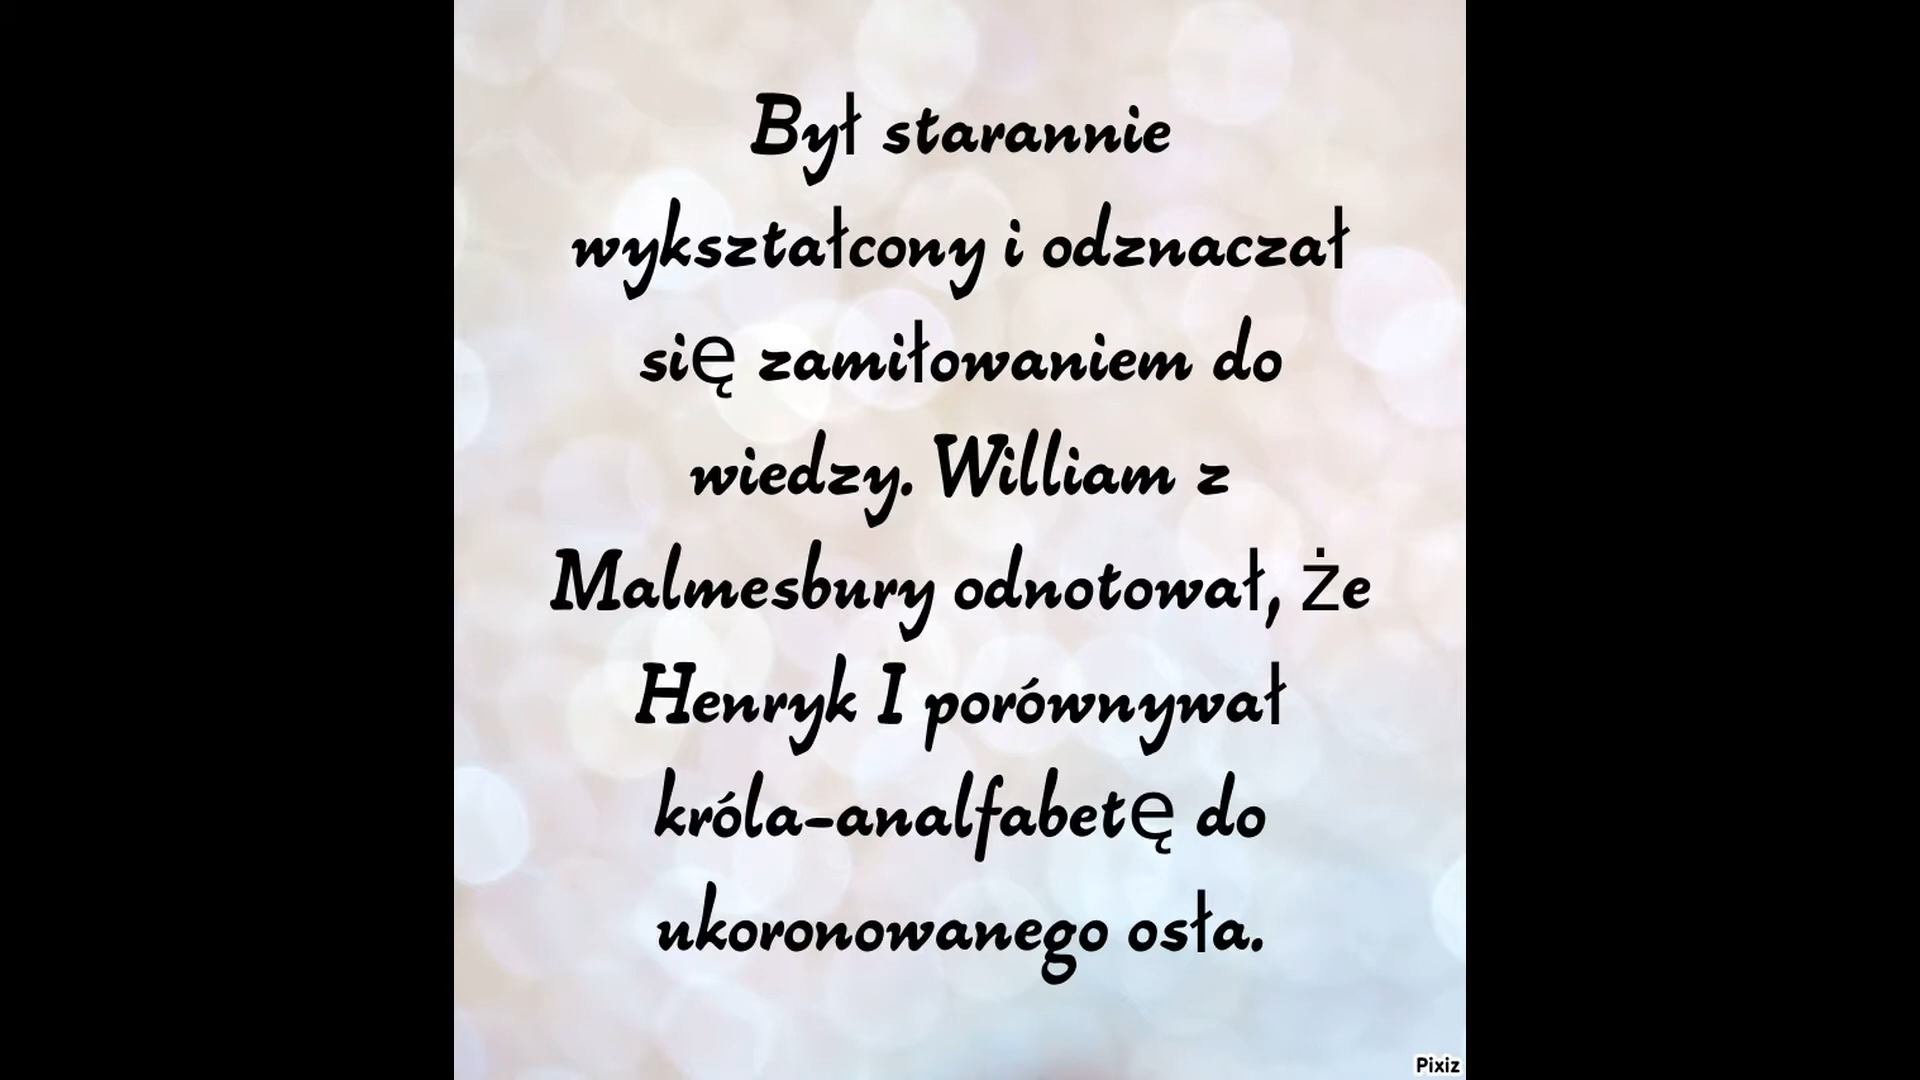 Był starannie
wykształcony i odznaczał
się zamiłowaniem do
wiedzy. William z
Malmesbury odnotował, że
Henryk I porównywał
króla-analfabetę do
ukoronowanego osła.
Pixiz